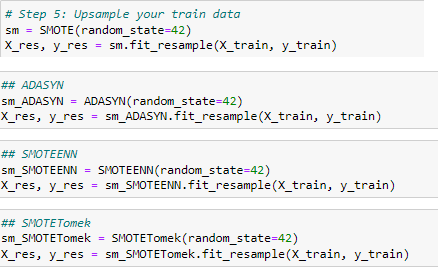 # Step 5: Upsample your train data
sm = SMOTE(random_state=42)
X_res, y_res = sm.fit_resample(X_train, y_train)
## ADASYN
sm_ADASYN = ADASYN(random_state=42)
X_res, y_res = sm_ADASYN.fit_resample(X_train, y_train)
## SMOTEENN
sm_SMOTEENN = SMOTEENN(random_state=42)
X_res, y_res = sm_SMOTEENN.fit_resample(X_train, y_train)
## SMOTETomek
sm_SMOTETomek = SMOTETomek(random_state=42)
X_res, y_res = sm_SMOTETomek.fit_resample(X_train, y_train)